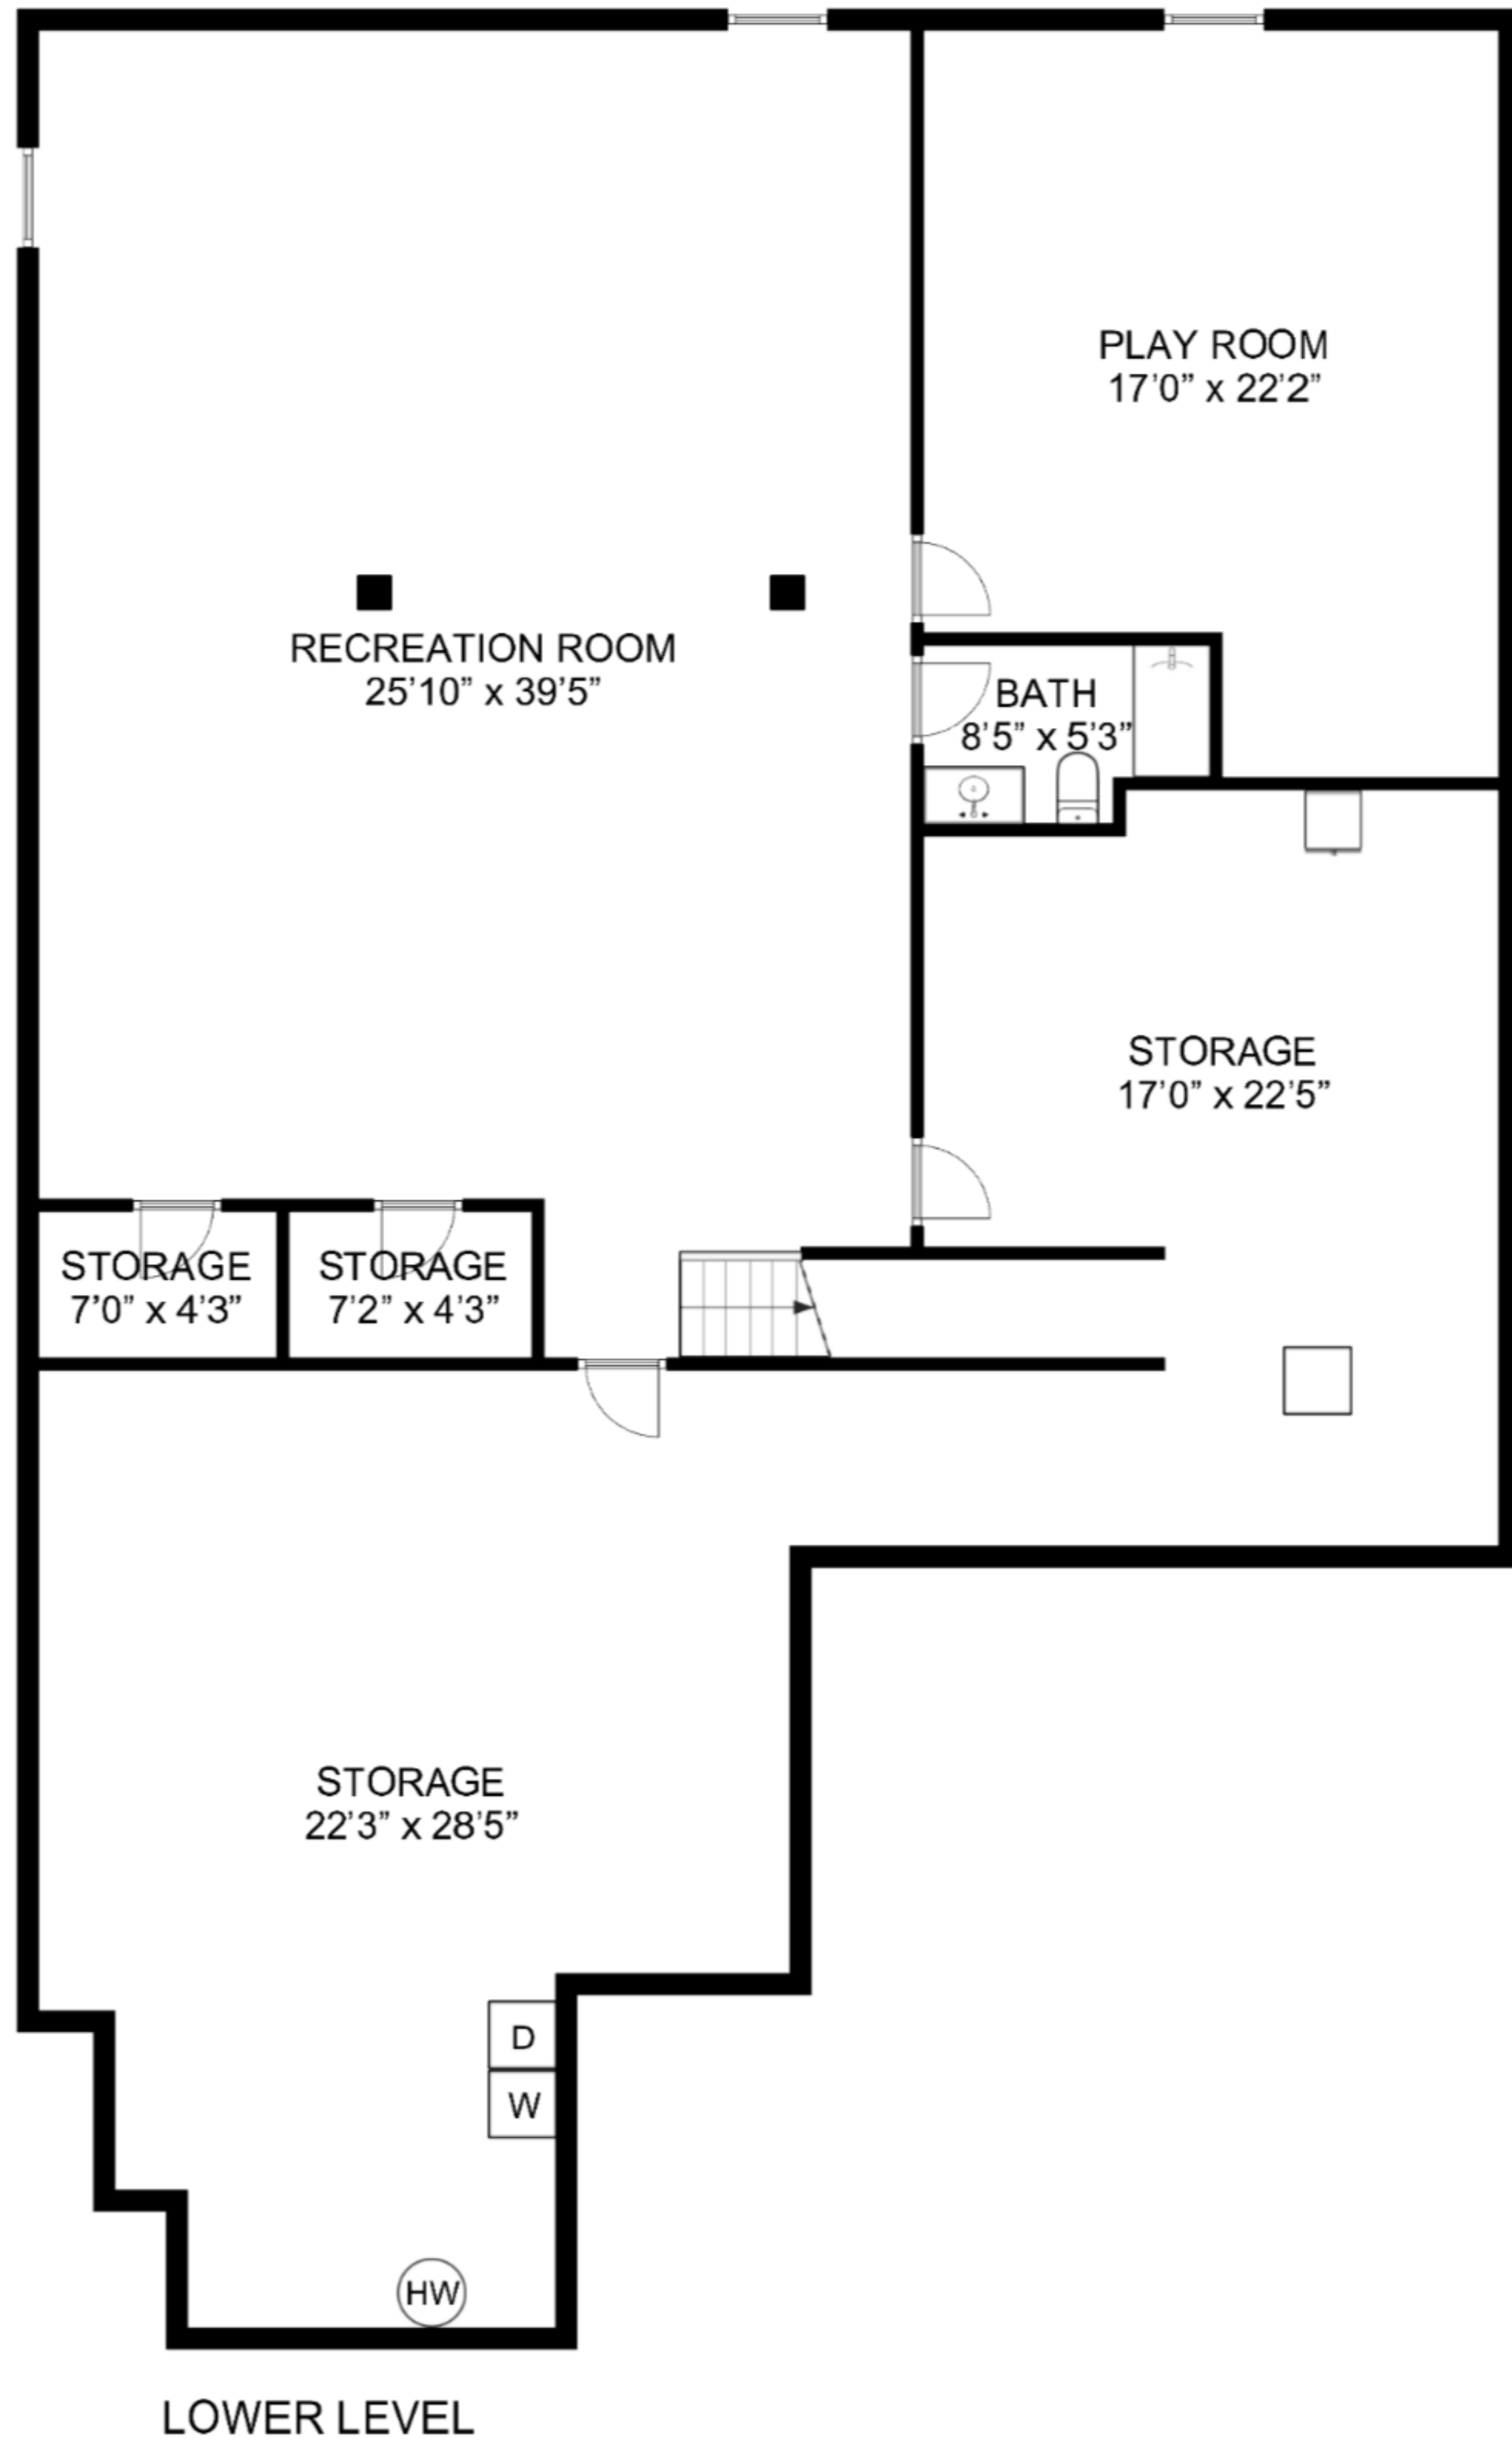 PLAY ROOM
17’0” x 22’2”
RECREATION ROOM
25’10” x 39’5”
BATH
8’5” x 5’3”
STORAGE
17’0” x 22’5”
STORAGE
7’0” x 4’3”
STORAGE
7’2” x 4’3”
STORAGE
22’3” x 28’5”
D
W
HW
LOWER LEVEL